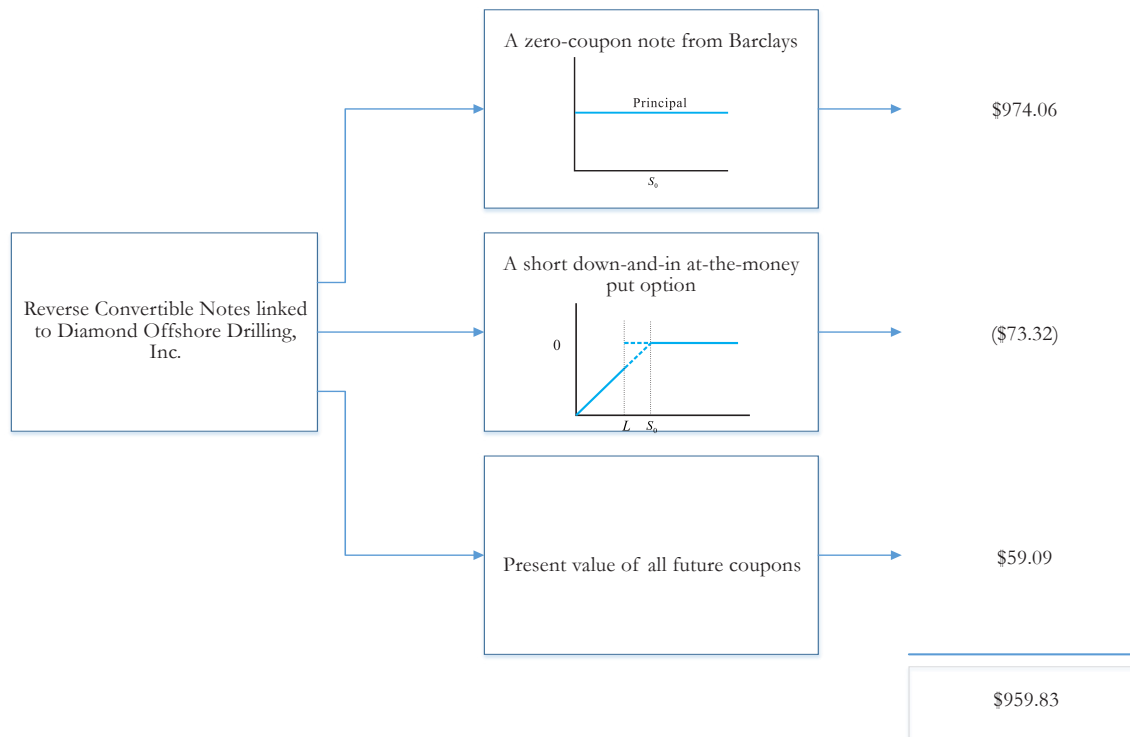 A zero-coupon note from Barclays
Principal
S₀
$974.06
Reverse Convertible Notes linked
to Diamond Offshore Drilling,
Inc.
A short down-and-in at-the-money
put option
0
L S₀
($73.32)
Present value of all future coupons
$59.09
$959.83